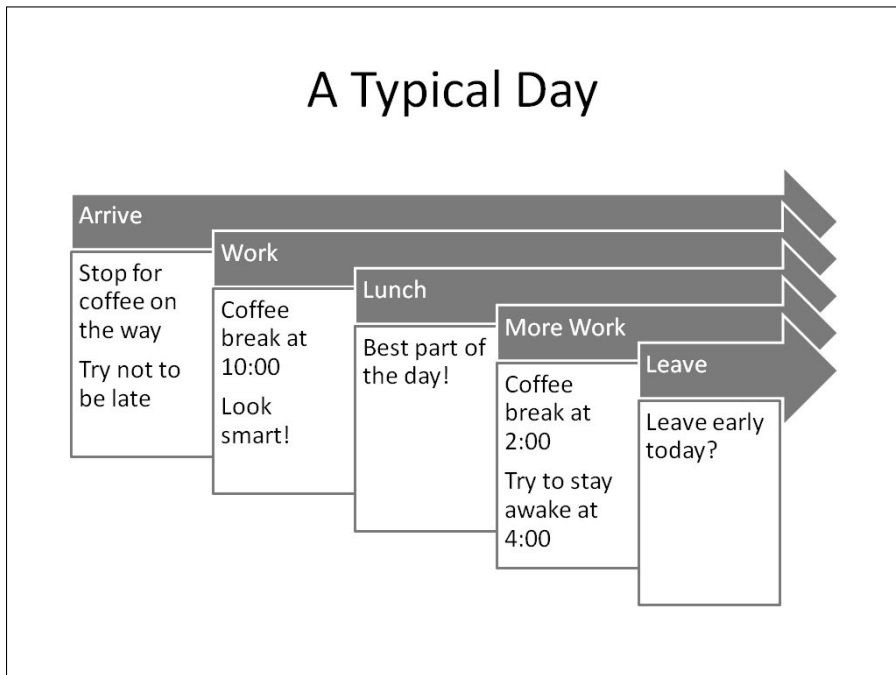 A Typical Day
Arrive
Stop for
coffee on
the way
Try not to
be late
Work
Coffee
break at
10:00
Look
smart!
Lunch
Best part of
the day!
More Work
Coffee
break at
2:00
Try to stay
awake at
4:00
Leave
Leave early
today?